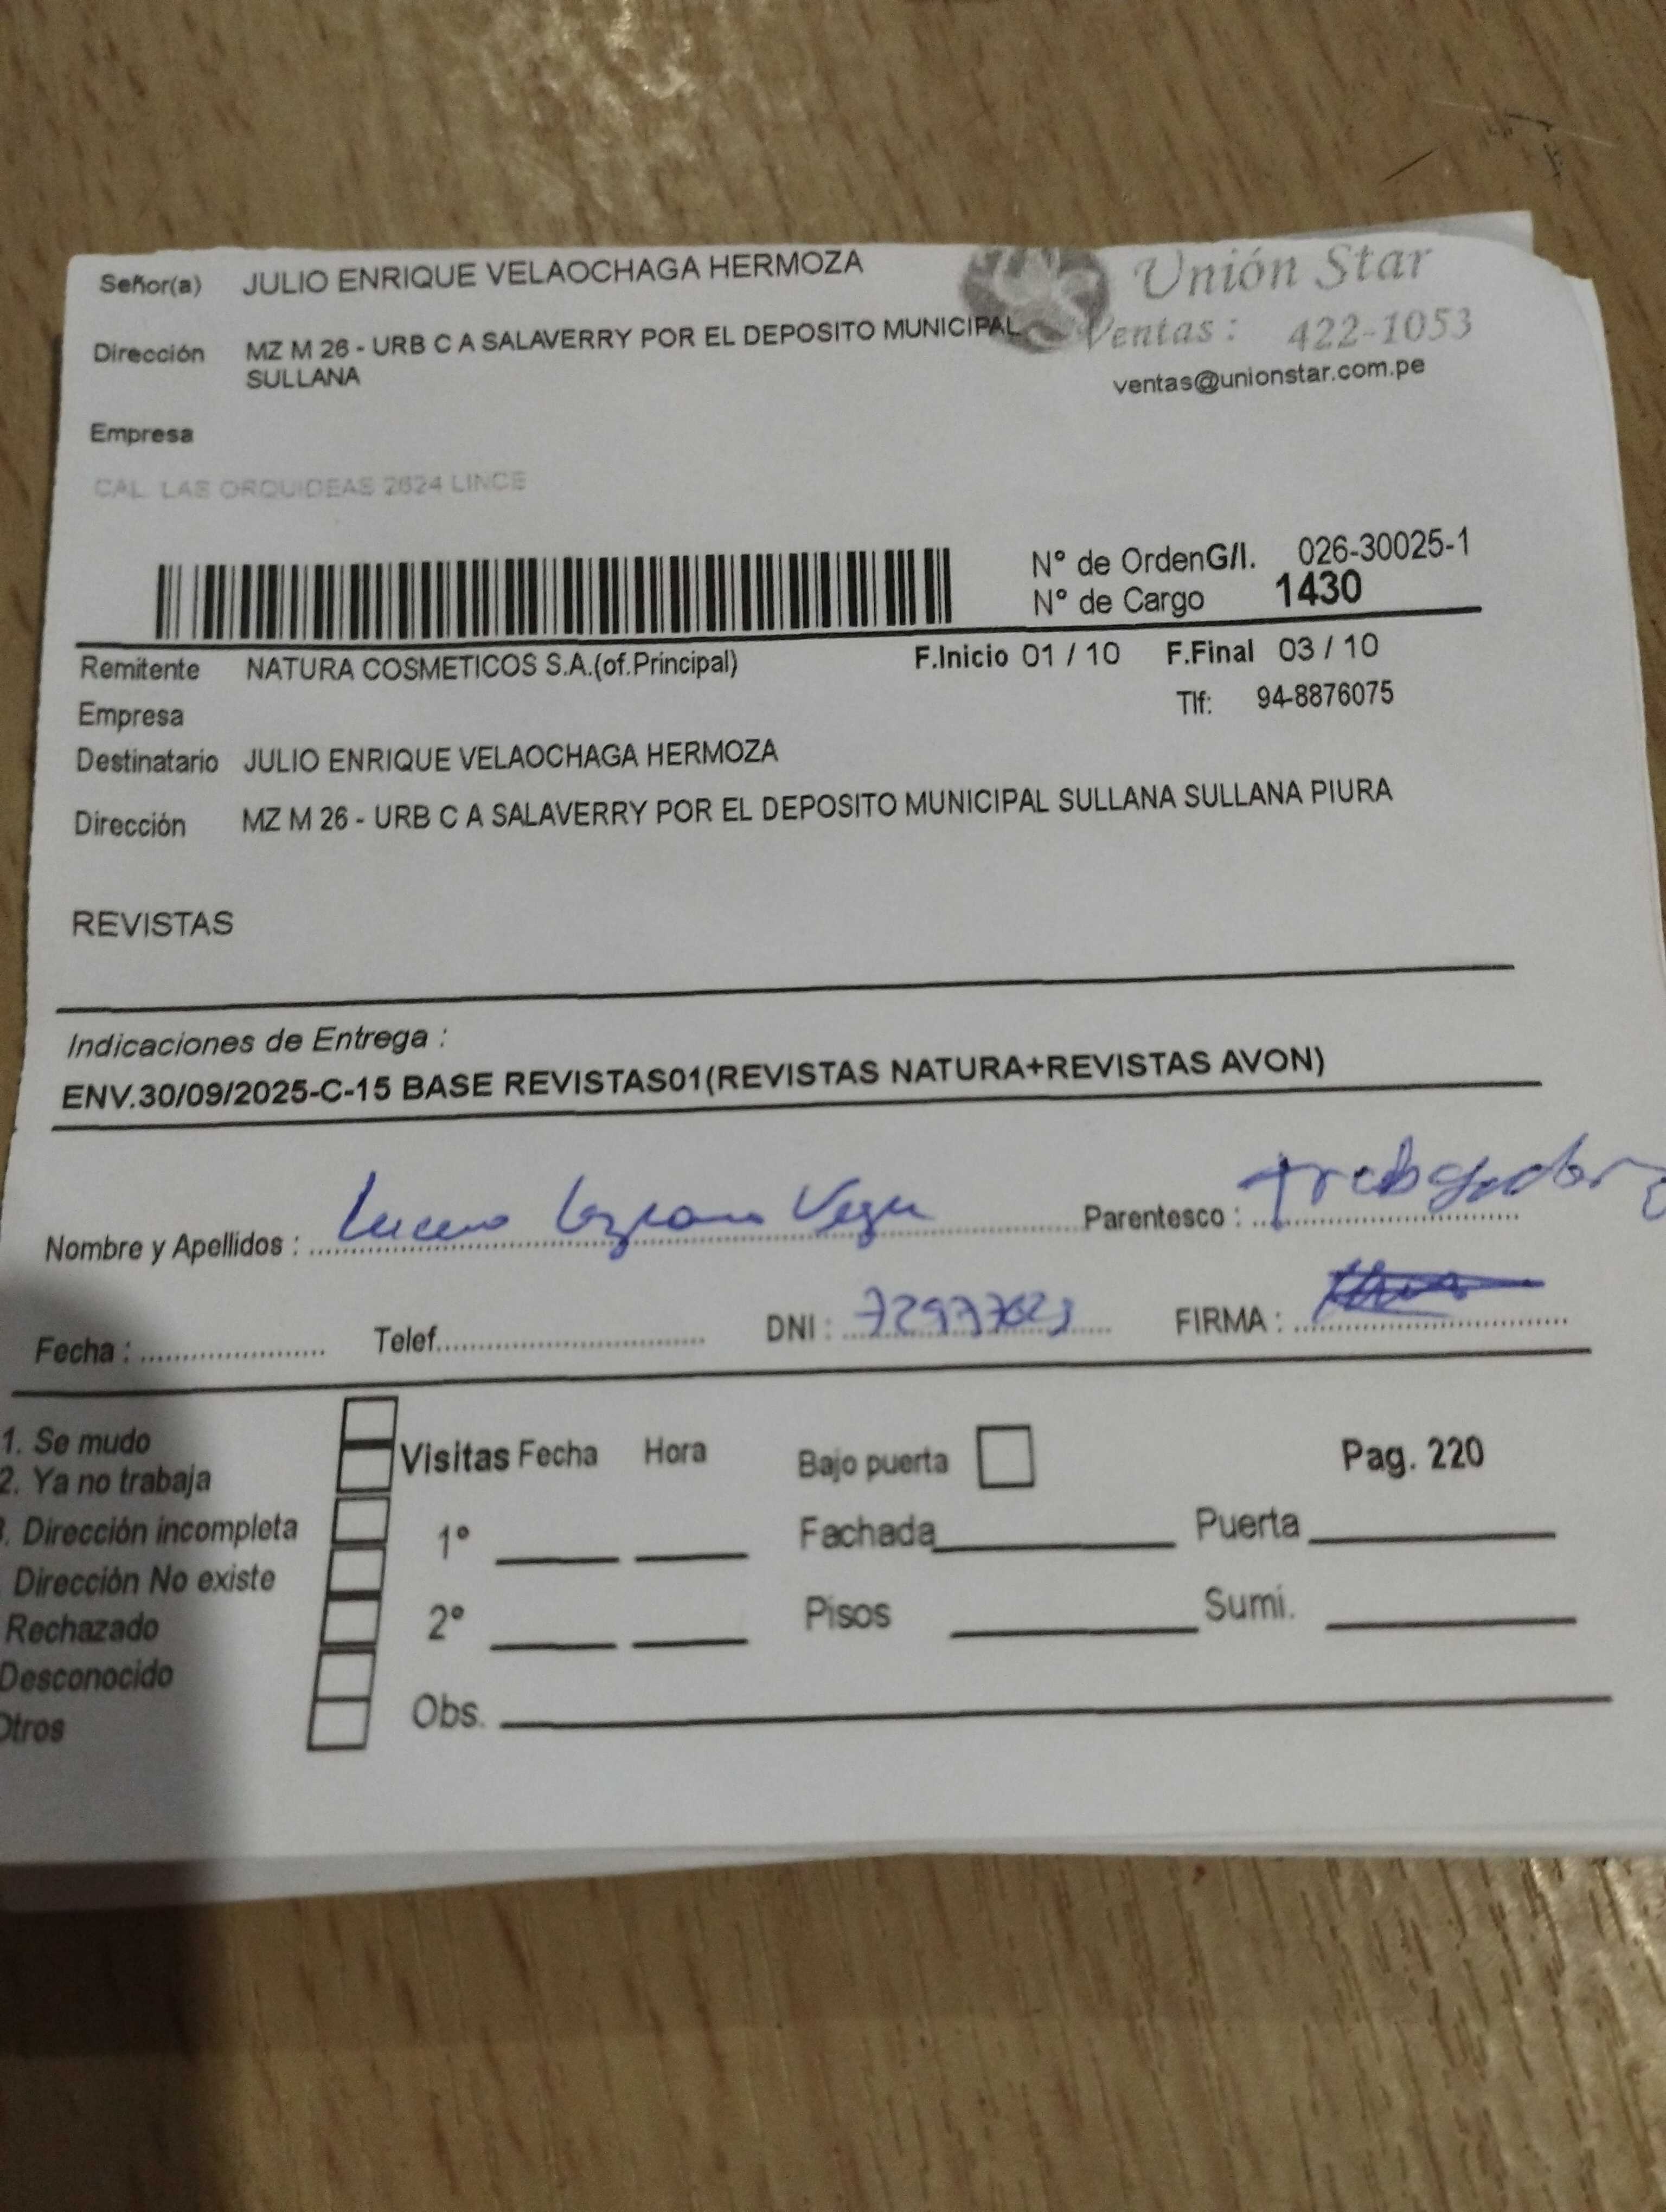 Señor(a) JULIO ENRIQUE VELAOCHAGA HERMOZA
Unión Star
Dirección MZ M 26 - URB C A SALAVERRY POR EL DEPOSITO MUNICIPAL
SULLANA
Ventas : 422-1053
ventas@unionstar.com.pe
Empresa
CAL. LAS ORQUIDEAS 2624 LINCE
N° de OrdenG/I. 026-30025-1
N° de Cargo 1430
Remitente NATURA COSMETICOS S.A.(of.Principal) F.Inicio 01 / 10 F.Final 03 / 10
Empresa Tlf: 94-8876075
Destinatario JULIO ENRIQUE VELAOCHAGA HERMOZA
Dirección MZ M 26 - URB C A SALAVERRY POR EL DEPOSITO MUNICIPAL SULLANA SULLANA PIURA
REVISTAS
Indicaciones de Entrega :
ENV.30/09/2025-C-15 BASE REVISTAS01(REVISTAS NATURA+REVISTAS AVON)
Nombre y Apellidos : Vega Parentesco : trabajadora
Fecha : Telef. DNI : FIRMA :
1. Se mudo
2. Ya no trabaja
. Dirección incompleta
Dirección No existe
Rechazado
Desconocido
Otros
Visitas Fecha Hora
1°
2°
Obs.
Bajo puerta Pag. 220
Fachada Puerta
Pisos Sumi.